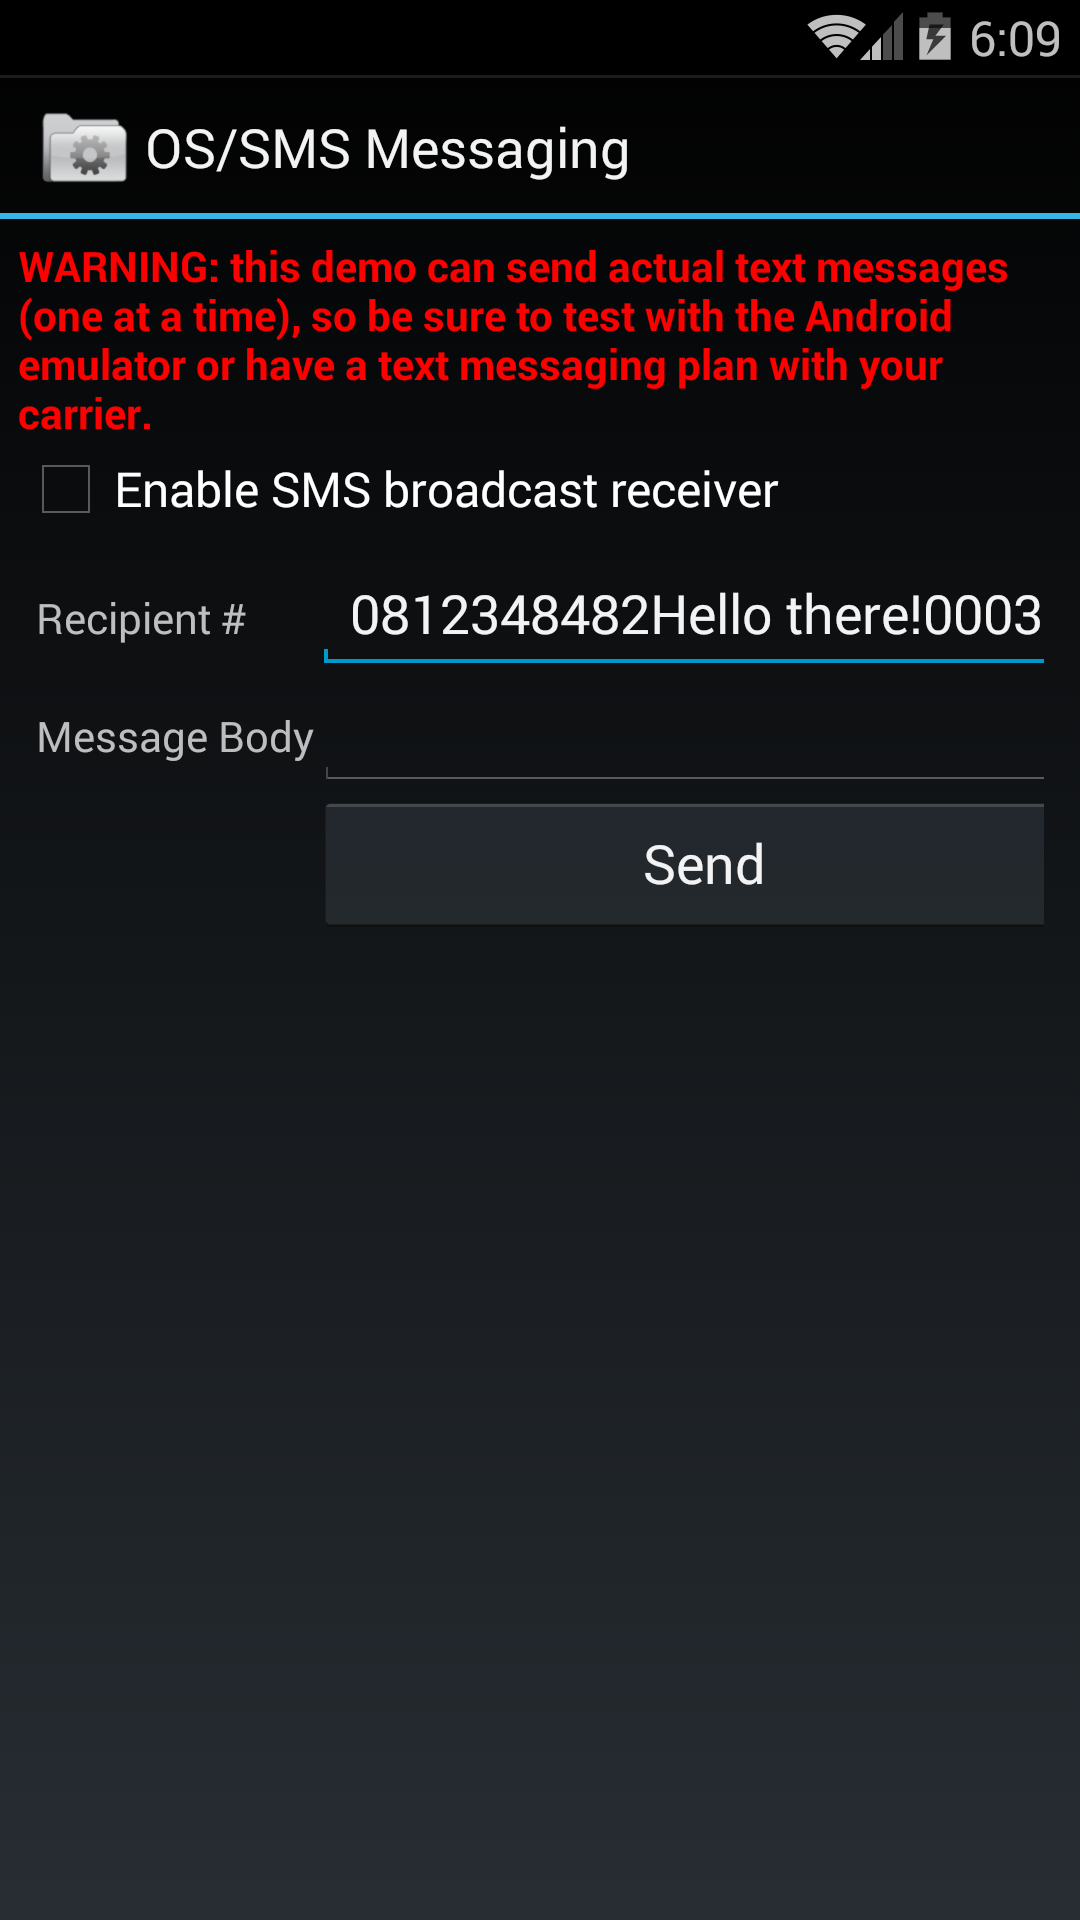 6:09
OS/SMS Messaging
WARNING: this demo can send actual text messages
(one at a time), so be sure to test with the Android
emulator or have a text messaging plan with your
carrier.
Enable SMS broadcast receiver
Recipient # 0812348482Hello there!0003
Message Body
Send